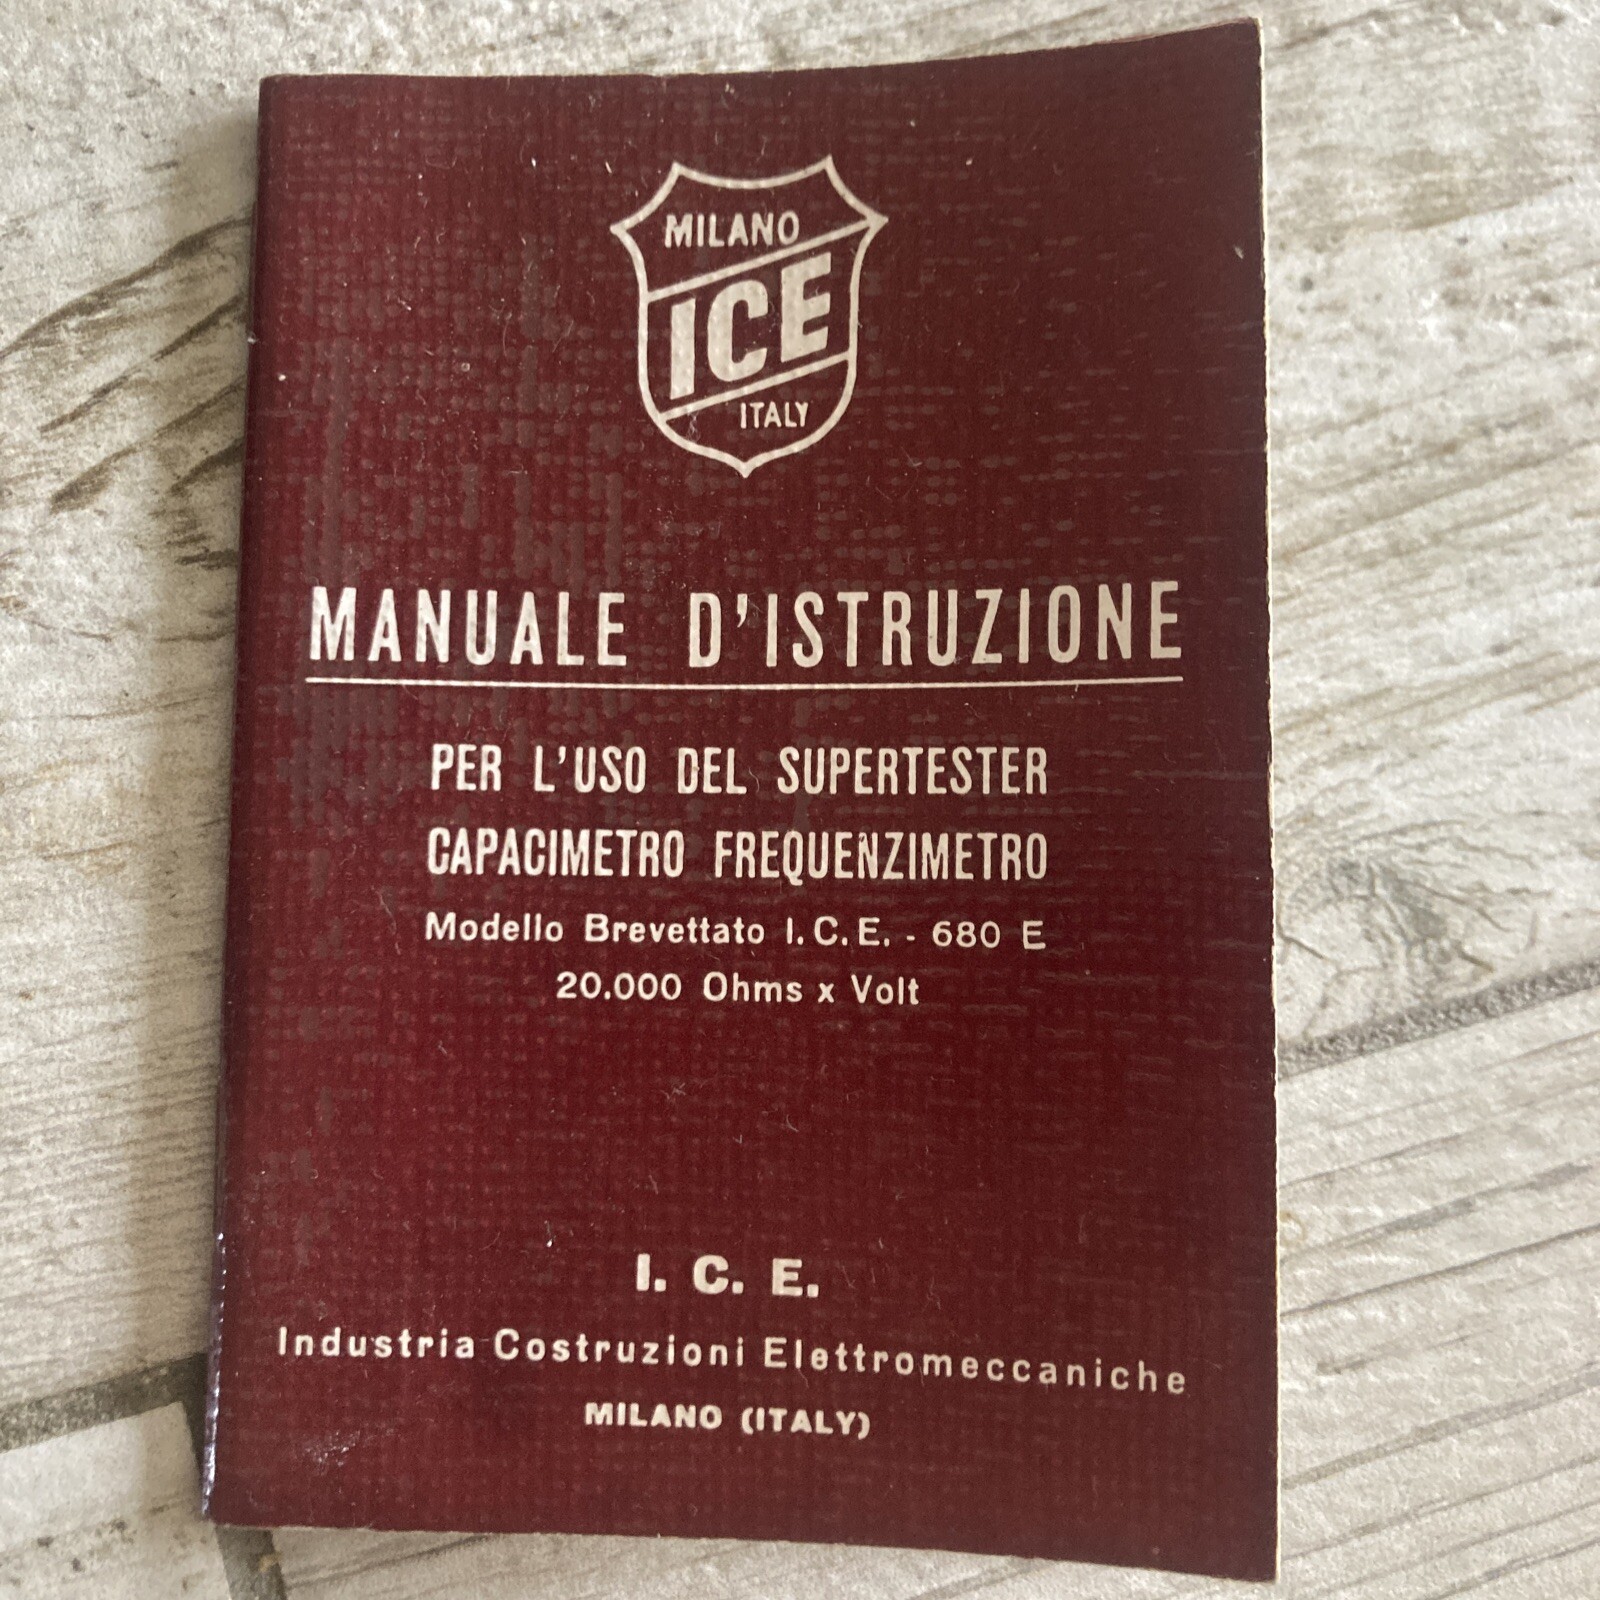 MILANO
ICE
ITALY
MANUALE D'ISTRUZIONE
PER L'USO DEL SUPERTESTER
CAPACIMETRO FREQUENZIMETRO
Modello Brevettato I.C.E. - 680 E
20.000 Ohms x Volt
I. C. E.
Industria Costruzioni Elettromeccaniche
MILANO (ITALY)